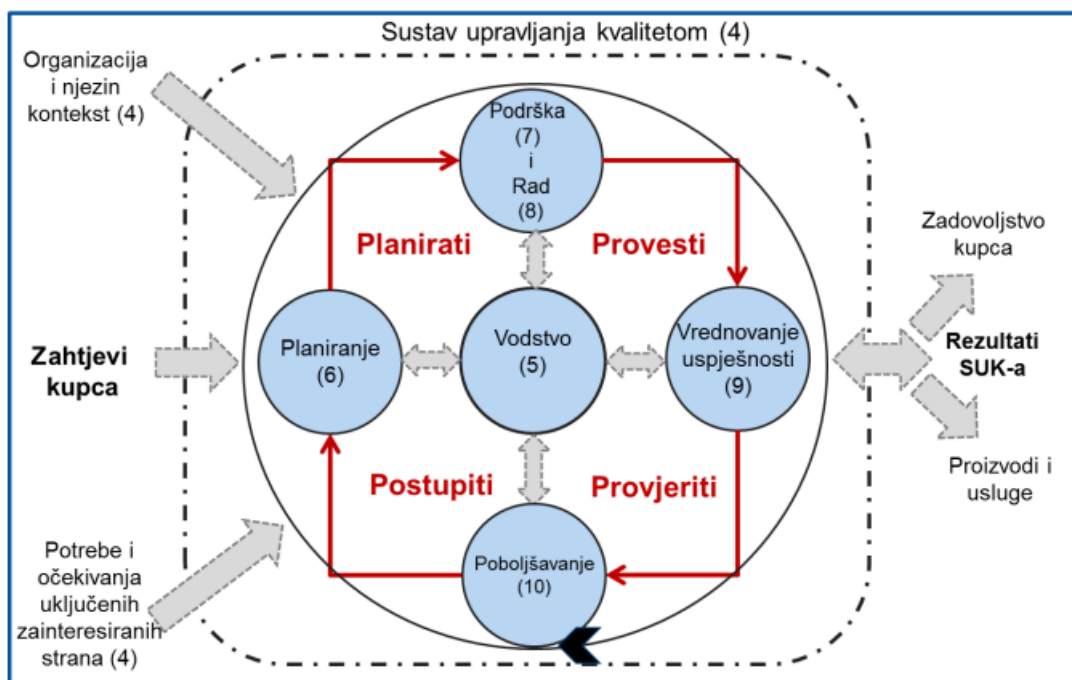 Sustav upravljanja kvalitetom (4)
Organizacija
i njezin
kontekst (4)
Podrška
(7)
i
Rad
(8)
Planirati
Provesti
Zadovoljstvo
kupca
Zahtjevi
kupca
Planiranje
(6)
Vodstvo
(5)
Vrednovanje
uspješnosti
(9)
Rezultati
SUK-a
Postupiti
Provjeriti
Proizvodi i
usluge
Potrebe i
očekivanja
uključenih
zainteresiranih
strana (4)
Poboljšavanje
(10)